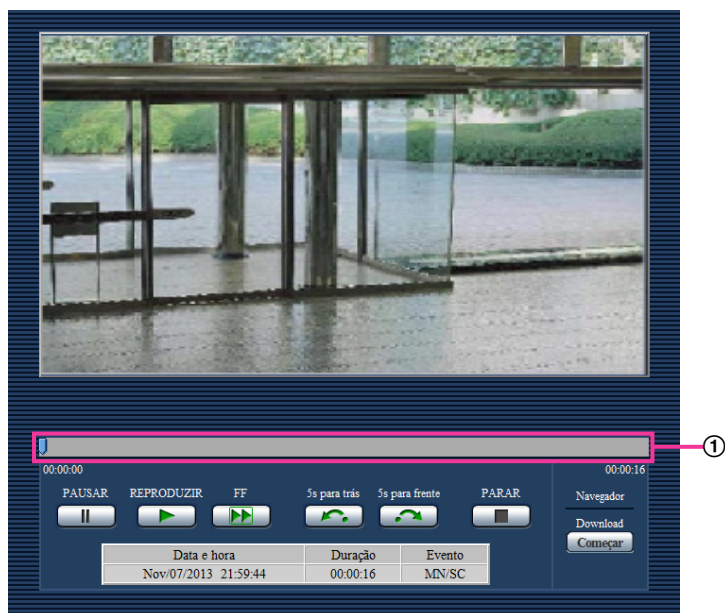 ①
00:00:00 00:00:16
PAUSAR REPRODUZIR FF 5s para trás 5s para frente PARAR Navegador
Download
Começar
Data e hora Duração Evento
Nov/07/2013 21:59:44 00:00:16 MN/SC